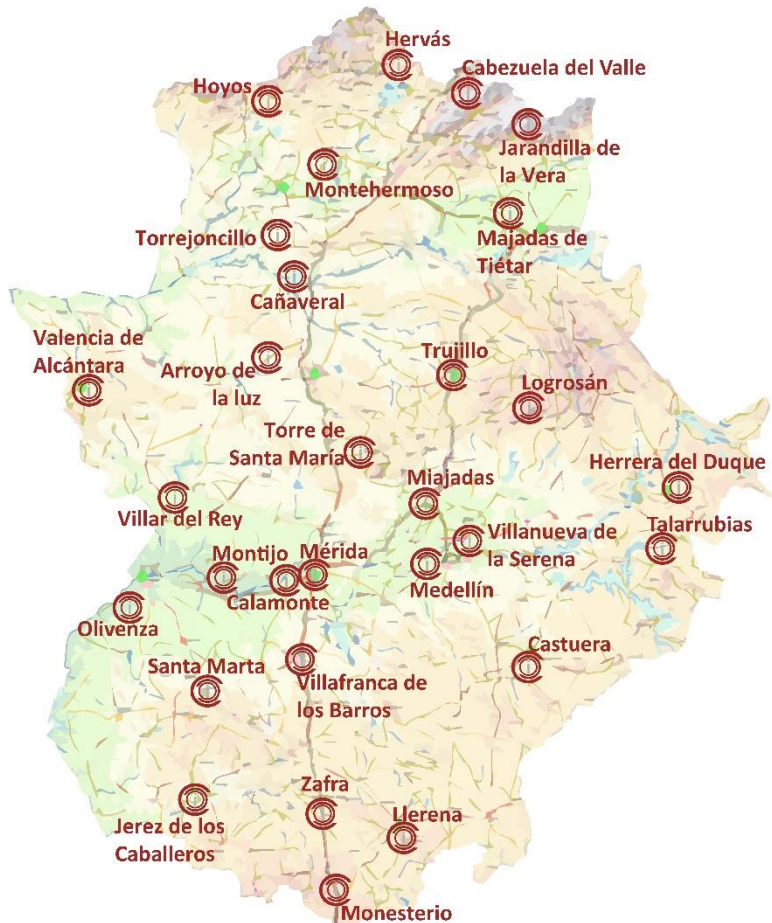 Hervás
Cabezuela del Valle
Hoyos
Jarandilla de
la Vera
Montehermoso
Torrejoncillo
Majadas de
Tiétar
Cañaveral
Valencia de
Alcántara
Arroyo de
la luz
Trujillo
Logrosán
Torre de
Santa María
Herrera del Duque
Miajadas
Villar del Rey
Villanueva de
la Serena
Talarrubias
Montijo
Mérida
Medellín
Calamonte
Olivenza
Castuera
Santa Marta
Villafranca de
los Barros
Zafra
Llerena
Jerez de los
Caballeros
Monesterio